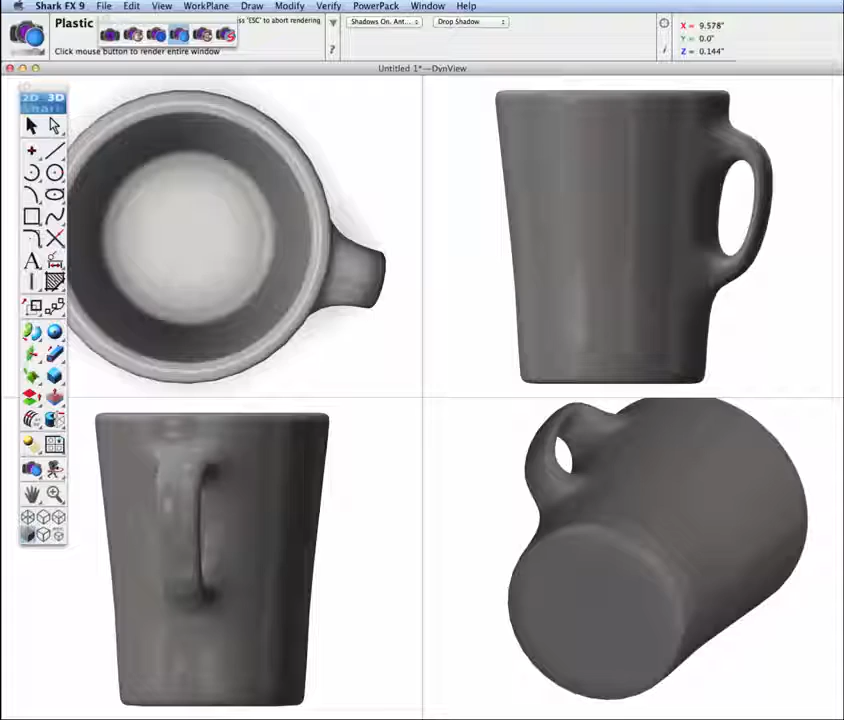 Shark FX 9 File Edit View WorkPlane Draw Modify Verify PowerPack Window Help
Plastic
ss 'ESC' to abort rendering
Shadows On. Ant...
Drop Shadow
X = 9.578"
Y = 0.0"
Z = 0.144"
Click mouse button to render entire window
?
i
Untitled 1*—DynView
2D 3D
Shark
A